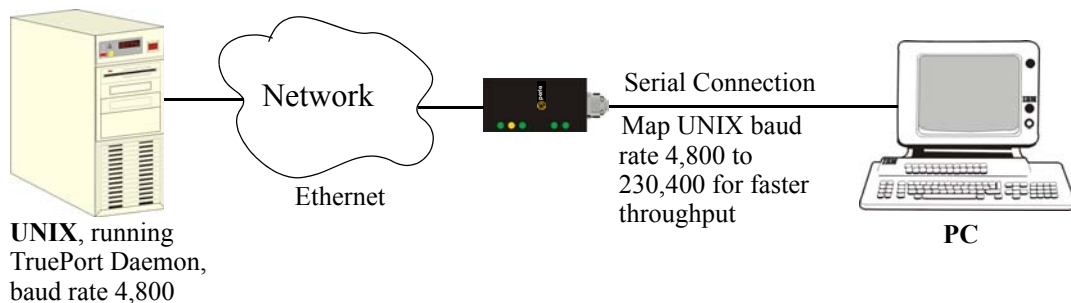 Network
Ethernet
perle
Serial Connection
Map UNIX baud
rate 4,800 to
230,400 for faster
throughput
UNIX, running
TruePort Daemon,
baud rate 4,800
PC